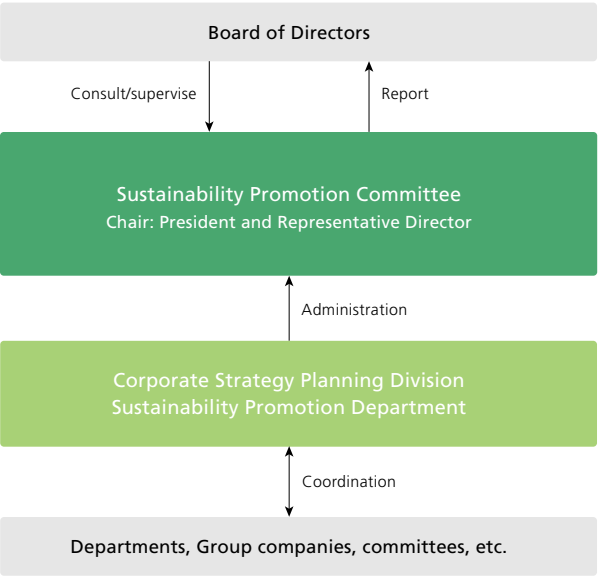 Board of Directors
Consult/supervise
Report
Sustainability Promotion Committee
Chair: President and Representative Director
Administration
Corporate Strategy Planning Division
Sustainability Promotion Department
Coordination
Departments, Group companies, committees, etc.